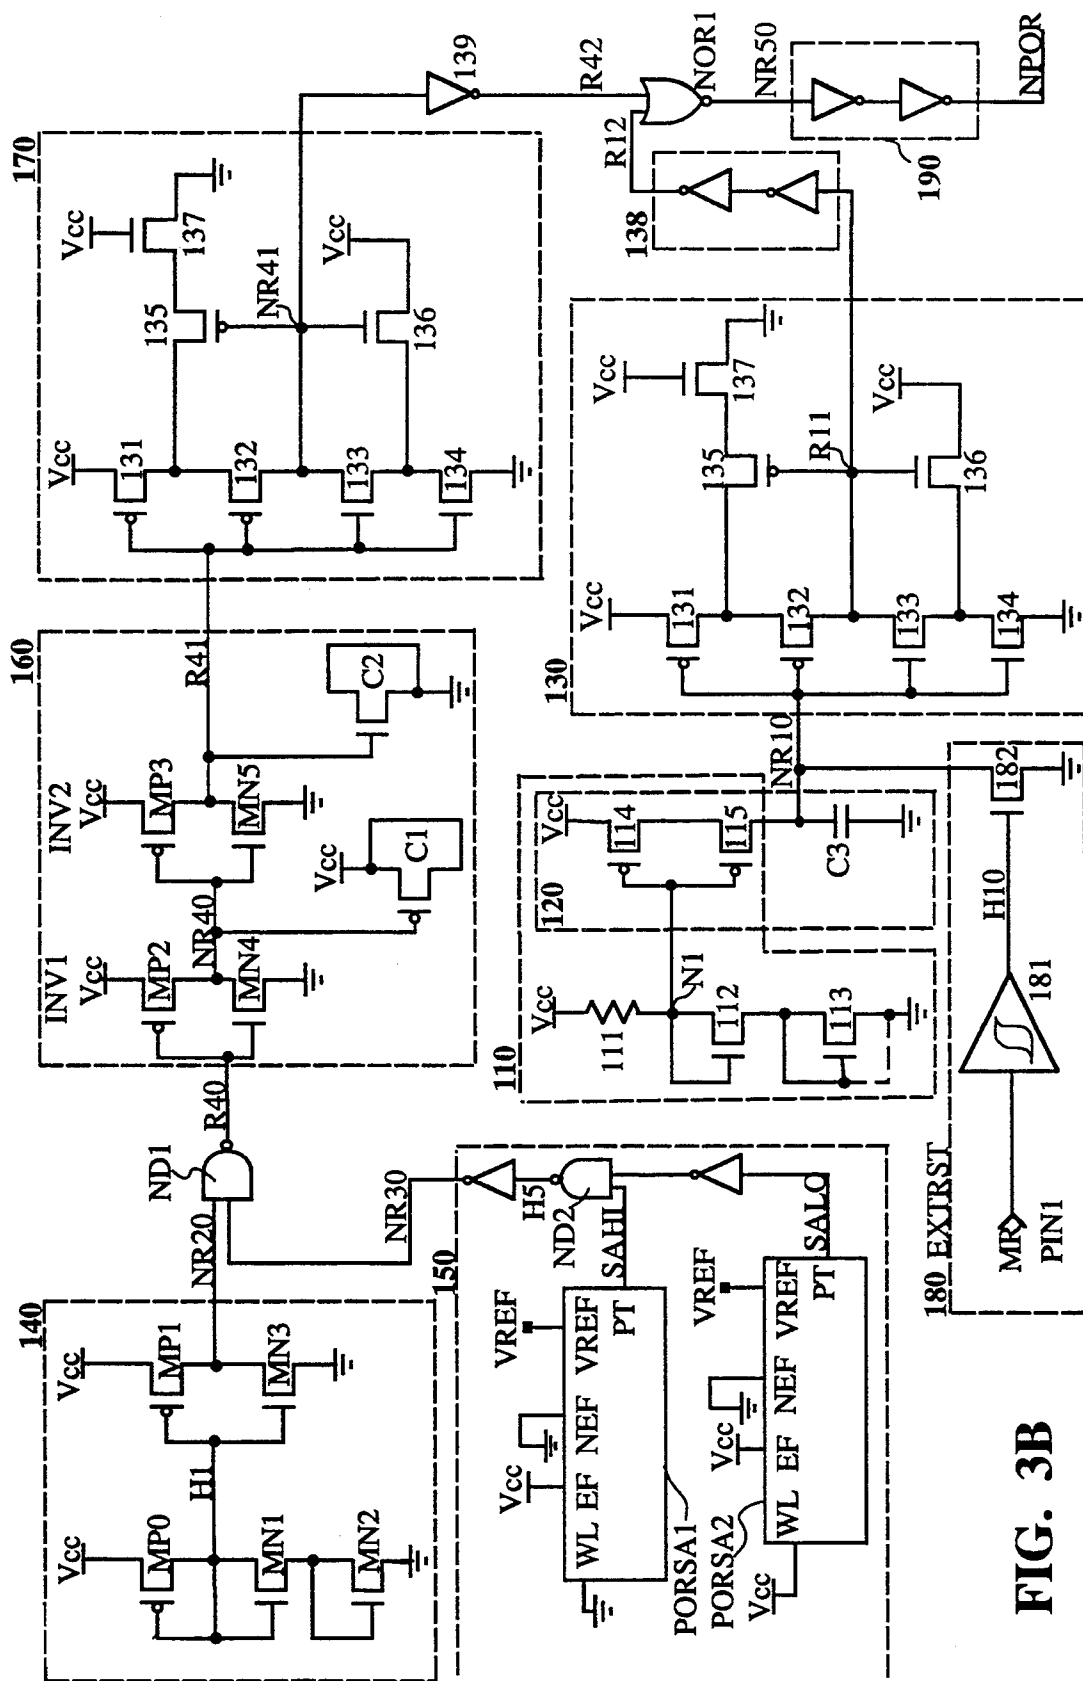 140
Vcc
MP0
H1
MN1
MN2
Vcc
MP1
MN3
NR20
ND1
R40
NR30
160
INV1
Vcc
MP2
NR40
MN4
INV2
Vcc
MP3
MN5
Vcc
C1
C2
R41
170
Vcc
131
132
133
134
135
Vcc
137
NR41
136
Vcc
139
R42
R12
NOR1
NR50
190
NPOR
138
150
VREF
Vcc
WL EF NEF VREF
PT
SAHI
PORSA1
ND2
H5
VREF
Vcc
Vcc
WL EF NEF VREF
PT
SALO
PORSA2
110
Vcc
111
N1
112
113
120
Vcc
114
115
C3
NR10
130
Vcc
131
132
133
134
135
Vcc
137
R11
136
Vcc
180 EXTRST
MR
PIN1
181
H10
182
FIG. 3B